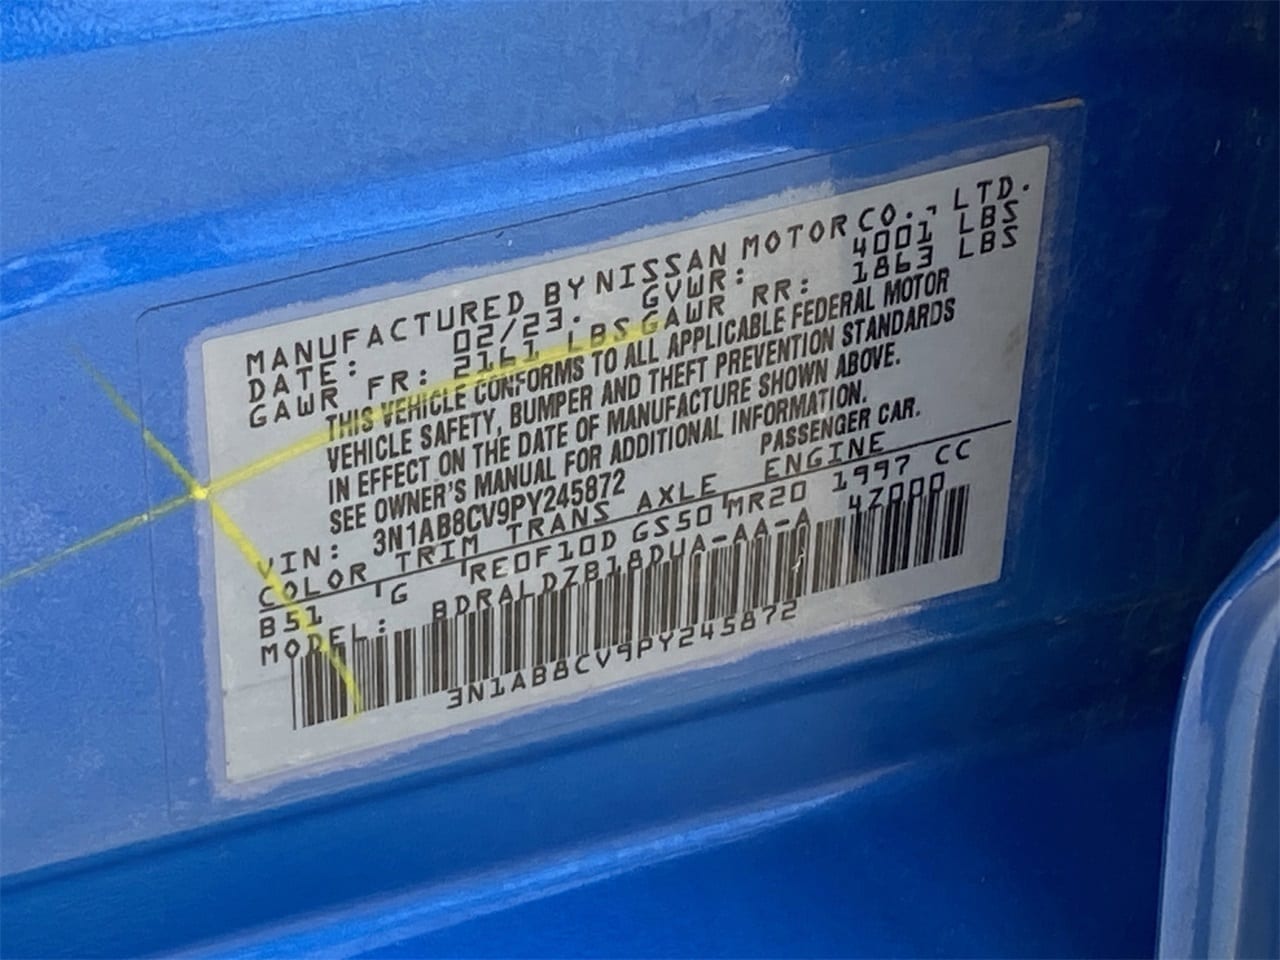 MANUFACTURED BY NISSAN MOTOR CO., LTD.
DATE: 02/23. GVWR: 4001 LBS
GAWR FR: 2161 LBS GAWR RR: 1863 LBS
THIS VEHICLE CONFORMS TO ALL APPLICABLE FEDERAL MOTOR
VEHICLE SAFETY, BUMPER AND THEFT PREVENTION STANDARDS
IN EFFECT ON THE DATE OF MANUFACTURE SHOWN ABOVE.
SEE OWNER'S MANUAL FOR ADDITIONAL INFORMATION.
VIN: 3N1AB8CV9PY245872 PASSENGER CAR.
COLOR TRIM TRANS AXLE ENGINE
B51 G RE0F10D GS50 MR20 1997 CC
MODEL: BDRALDZB18DUA-AA-A
3N1AB8CV9PY245872